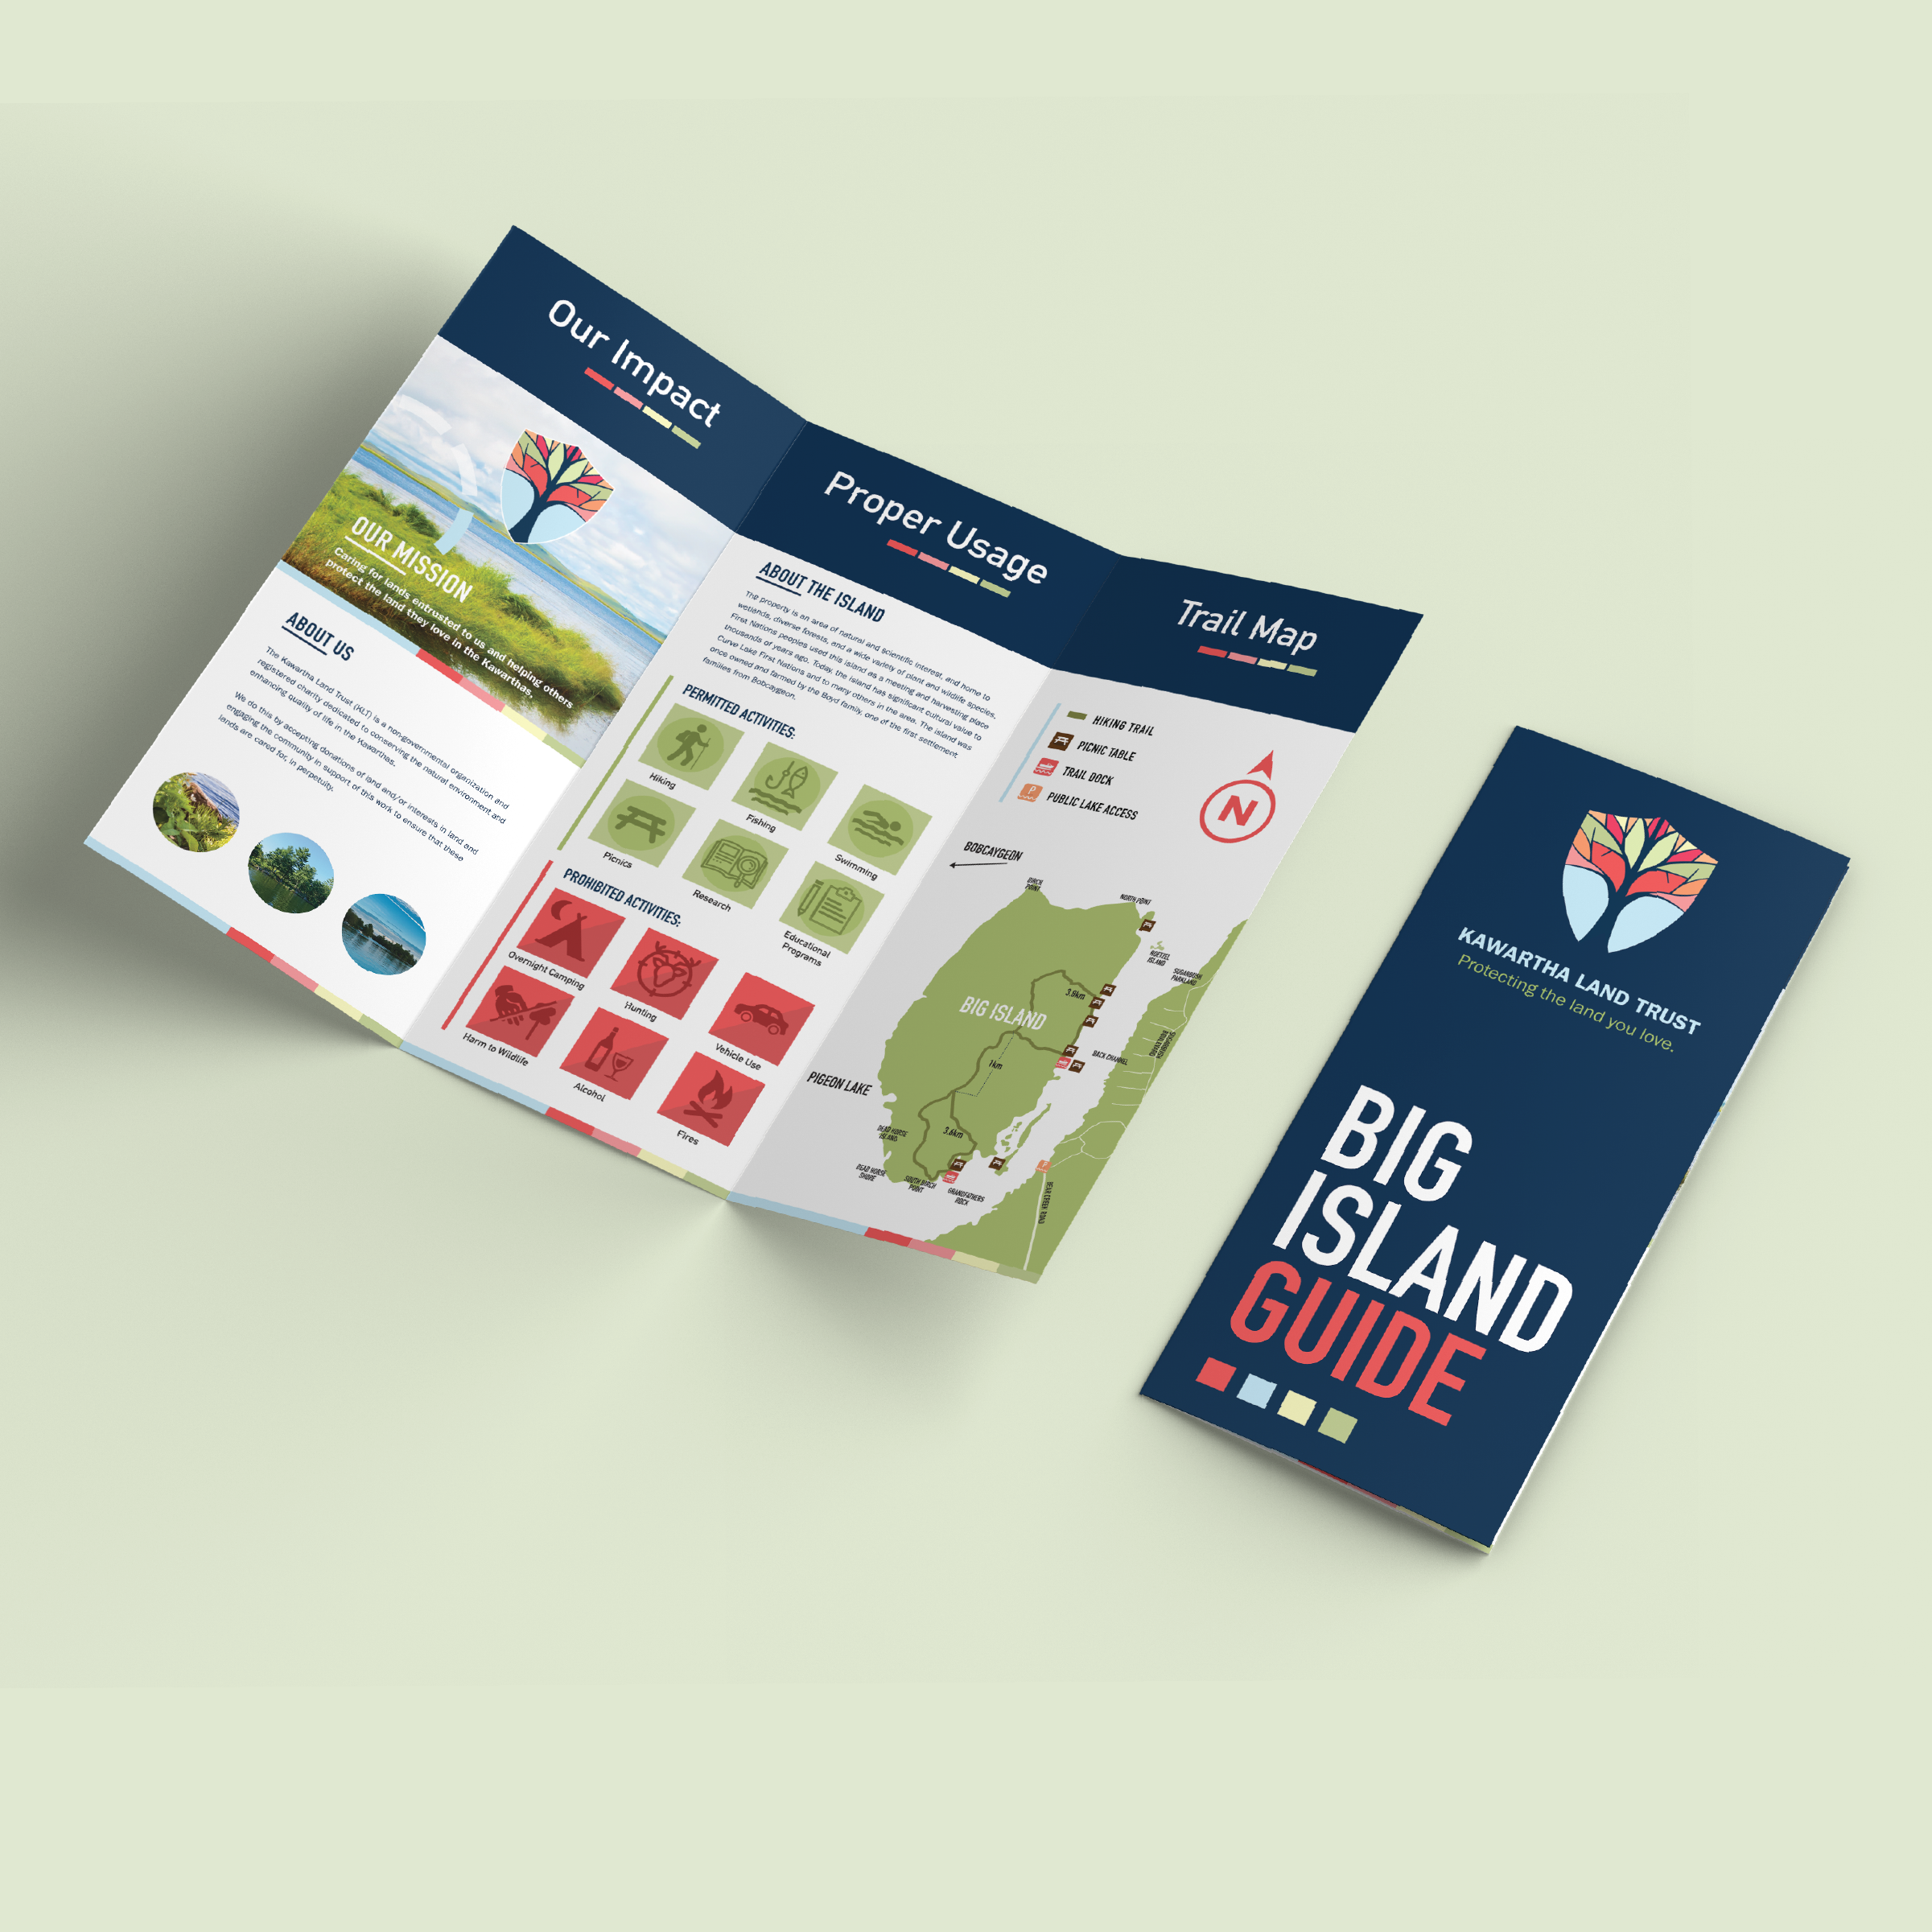 Our Impact
OUR MISSION
Caring for lands entrusted to us and helping others
protect the land they love in the Kawarthas.
ABOUT US
The Kawartha Land Trust (KLT) is a non-governmental organization and
registered charity dedicated to conserving the natural environment and
enhancing quality of life in the Kawarthas.
We do this by accepting donations of land and/or interests in land and
engaging the community in support of this work to ensure that these
lands are cared for, in perpetuity.
Proper Usage
ABOUT THE ISLAND
The property is an area of natural and scientific interest, and home to
wetlands, diverse forests, and a wide variety of plant and wildlife species.
First Nations peoples used this island as a meeting and harvesting place
thousands of years ago. Today, the island has significant cultural value to
Curve Lake First Nations and to many others in the area. The island was
once owned and farmed by the Boyd family, one of the first settlement
families from Bobcaygeon.
PERMITTED ACTIVITIES:
Hiking
Fishing
Swimming
Picnics
Research
Educational
Programs
PROHIBITED ACTIVITIES:
Overnight Camping
Hunting
Vehicle Use
Harm to Wildlife
Alcohol
Fires
Trail Map
HIKING TRAIL
PICNIC TABLE
TRAIL DOCK
P
PUBLIC LAKE ACCESS
N
BOBCAYGEON
BIRCH
POINT
NORTH POINT
NOETZEL
ISLAND
SUGARBUSH
PARKLAND
3.8km
BIG ISLAND
BACK CHANNEL
1km
PIGEON LAKE
3.6km
DEAD HORSE
ISLAND
DEAD HORSE
SHOVE
SOUTH BIRCH
POINT
GRANDFATHERS
ROCK
BEAR CREEK ROAD
KAWARTHA LAND TRUST
Protecting the land you love.
BIG
ISLAND
GUIDE